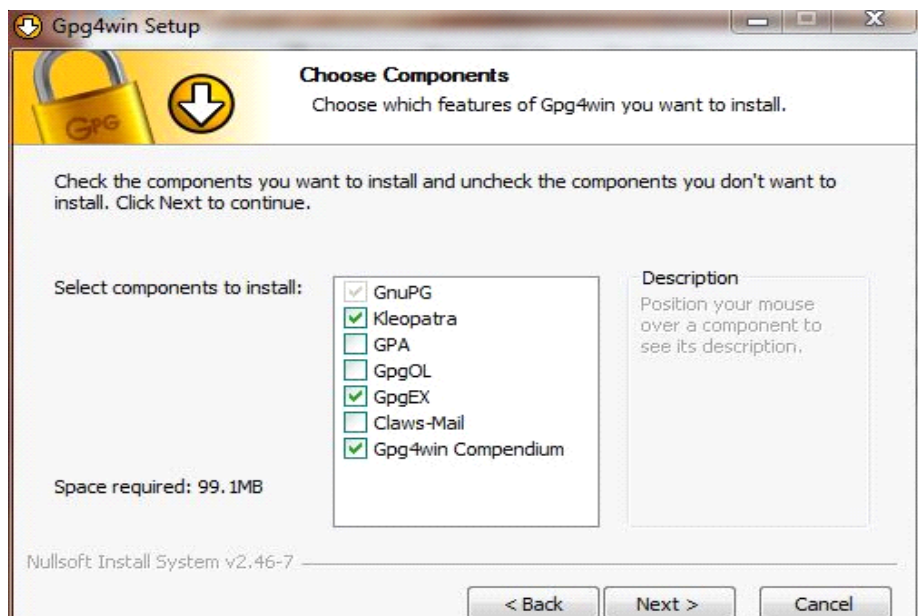 Gpg4win Setup
X
GPG
Choose Components
Choose which features of Gpg4win you want to install.
Check the components you want to install and uncheck the components you don't want to
install. Click Next to continue.
Select components to install:
GnuPG
Kleopatra
GPA
GpgOL
GpgEX
Claws-Mail
Gpg4win Compendium
Description
Position your mouse
over a component to
see its description.
Space required: 99.1MB
Nullsoft Install System v2.46-7
< Back
Next >
Cancel